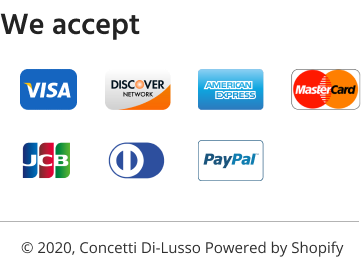 We accept
VISA DISCOVER NETWORK AMERICAN EXPRESS MasterCard
JCB PayPal
© 2020, Concetti Di-Lusso Powered by Shopify